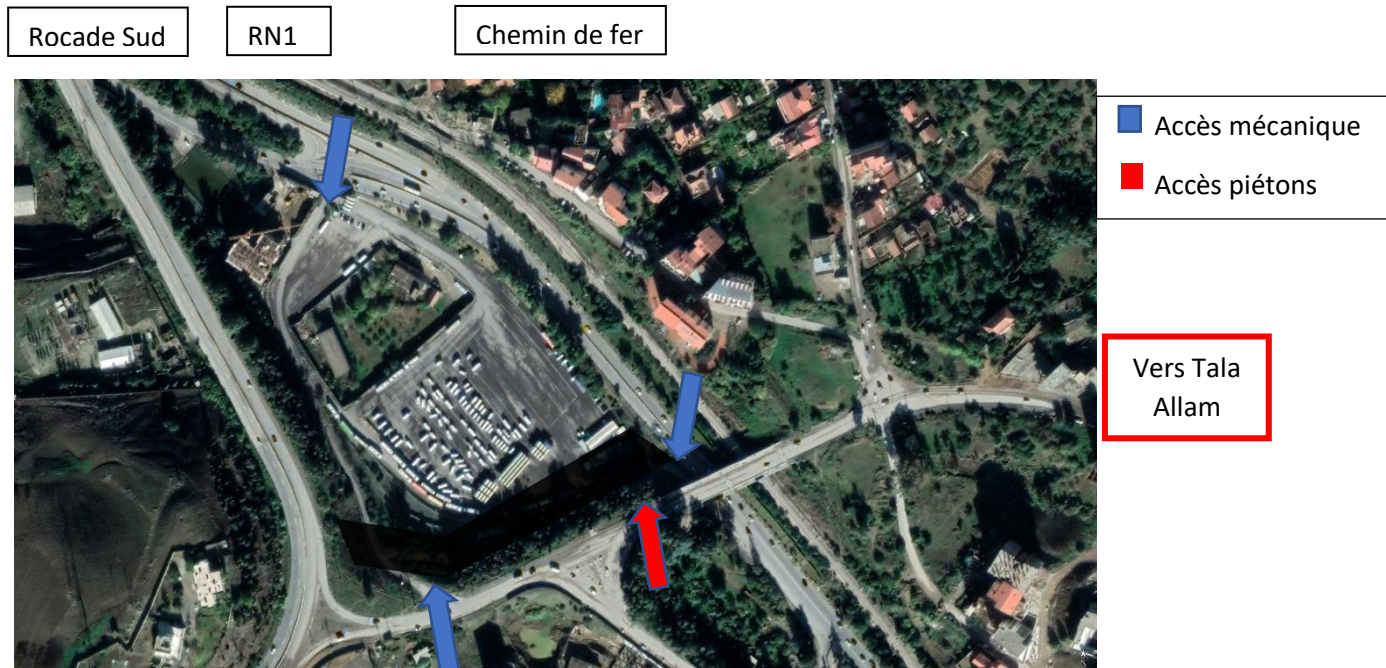 Rocade Sud
RN1
Chemin de fer
Accès mécanique
Accès piétons
Vers Tala
Allam